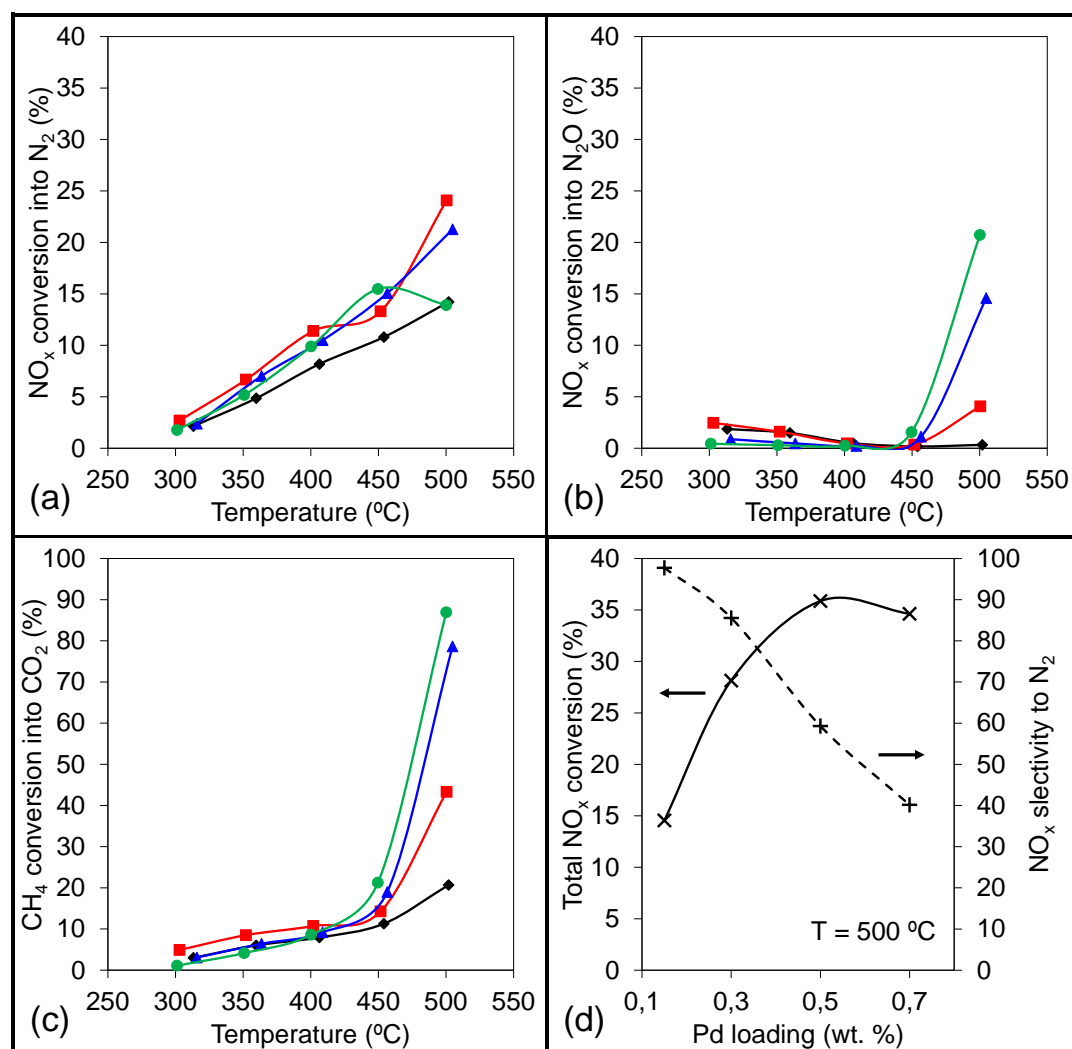 40
35
30
25
20
15
10
5
0
NOₓ conversion into N₂ (%)
250 300 350 400 450 500 550
Temperature (ºC)
(a)
40
35
30
25
20
15
10
5
0
NOₓ conversion into N₂O (%)
250 300 350 400 450 500 550
Temperature (ºC)
(b)
100
90
80
70
60
50
40
30
20
10
0
CH₄ conversion into CO₂ (%)
250 300 350 400 450 500 550
Temperature (ºC)
(c)
40
35
30
25
20
15
10
5
0
Total NOₓ conversion (%)
100
90
80
70
60
50
40
30
20
10
0
NOₓ slectivity to N₂
T = 500 ºC
0,1 0,3 0,5 0,7
Pd loading (wt. %)
(d)